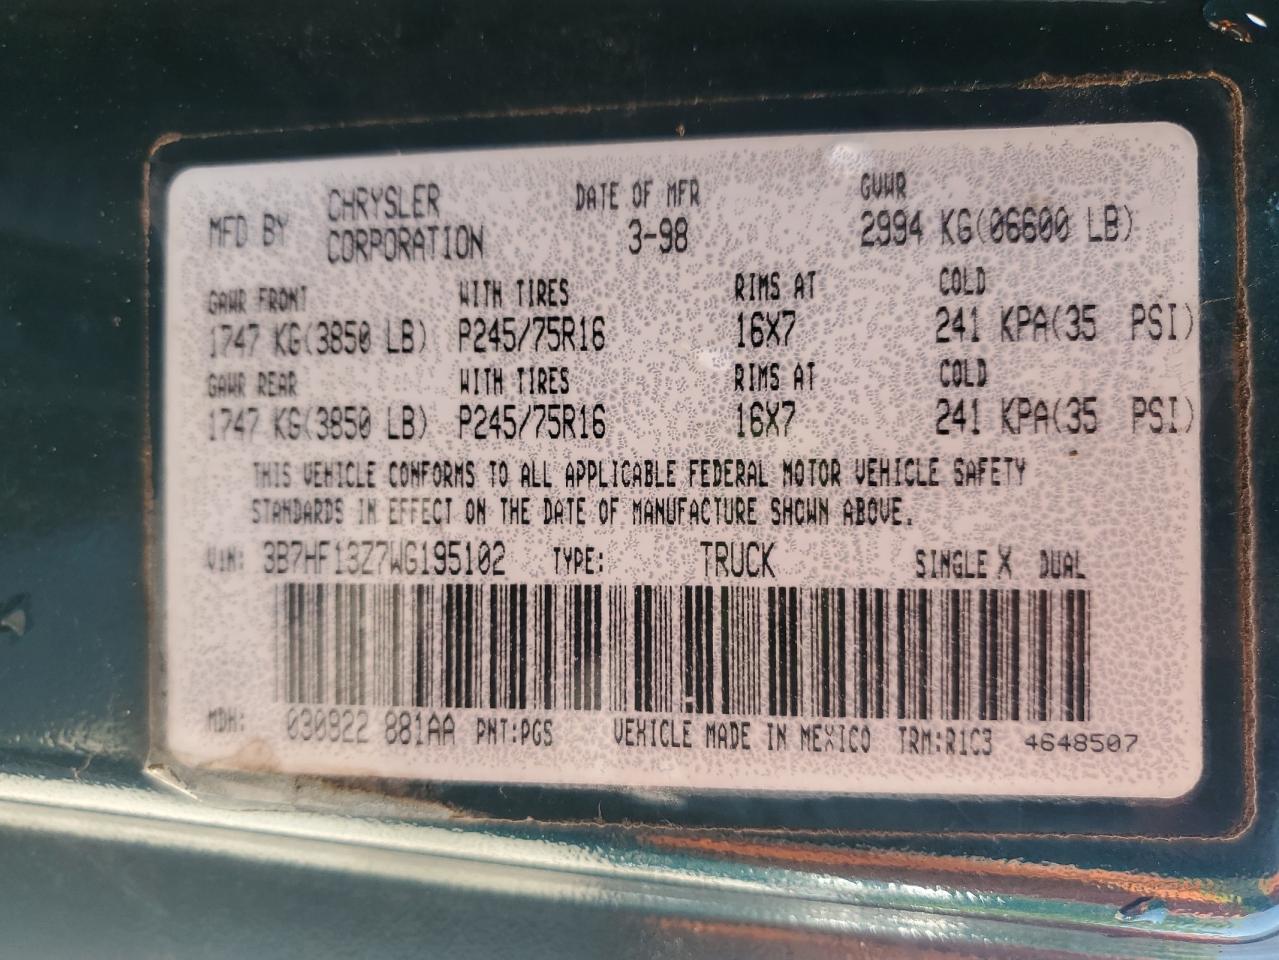 MFD BY CHRYSLER CORPORATION DATE OF MFR 3-98 GVWR 2994 KG(06600 LB)
GAWR FRONT WITH TIRES RIMS AT COLD
1747 KG(3850 LB) P245/75R16 16X7 241 KPA(35 PSI)
GAWR REAR WITH TIRES RIMS AT COLD
1747 KG(3850 LB) P245/75R16 16X7 241 KPA(35 PSI)
THIS VEHICLE CONFORMS TO ALL APPLICABLE FEDERAL MOTOR VEHICLE SAFETY
STANDARDS IN EFFECT ON THE DATE OF MANUFACTURE SHOWN ABOVE.
VIN: 3B7HF13Z7WG195102 TYPE: TRUCK SINGLE X DUAL
MDH: 030922 881AA PNT:PGS VEHICLE MADE IN MEXICO TRM:R1C3 4648507